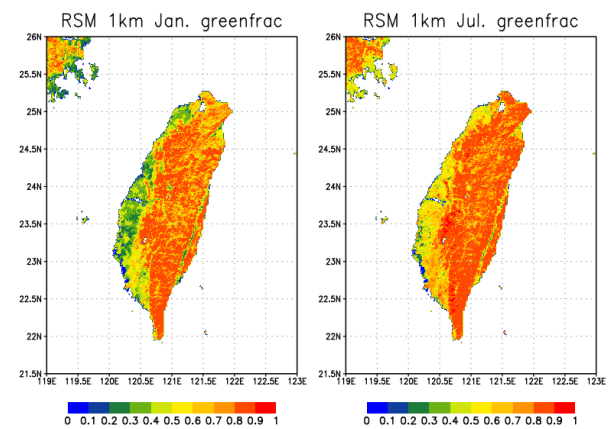 RSM 1km Jan. greenfrac
26N
25.5N
25N
24.5N
24N
23.5N
23N
22.5N
22N
21.5N
119E 119.5E 120E 120.5E 121E 121.5E 122E 122.5E 123E
0 0.1 0.2 0.3 0.4 0.5 0.6 0.7 0.8 0.9 1
RSM 1km Jul. greenfrac
26N
25.5N
25N
24.5N
24N
23.5N
23N
22.5N
22N
21.5N
119E 119.5E 120E 120.5E 121E 121.5E 122E 122.5E 123E
0 0.1 0.2 0.3 0.4 0.5 0.6 0.7 0.8 0.9 1